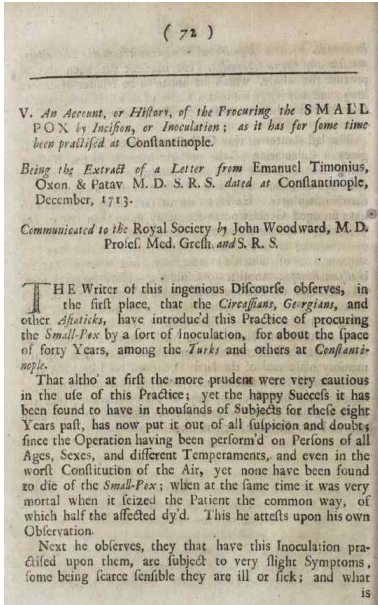 ( 72 )
V. An Account, or History, of the Procuring the SMALL
POX by Incision, or Inoculation; as it has for some time
been practised at Constantinople.
Being the Extract of a Letter from Emanuel Timonius,
Oxon. & Patav. M. D. S. R. S. dated at Constantinople,
December, 1713.
Communicated to the Royal Society by John Woodward, M. D.
Profes. Med. Gresh. and S. R. S.
THE Writer of this ingenious Discourse observes, in
the first place, that the Circassians, Georgians, and
other Asiaticks, have introduc'd this Practice of procuring
the Small-Pox by a sort of Inoculation, for about the space
of forty Years, among the Turks and others at Constanti-
nople.
That altho' at first the more prudent were very cautious
in the use of this Practice; yet the happy Success it has
been found to have in thousands of Subjects for these eight
Years past, has now put it out of all suspicion and doubt;
since the Operation having been perform'd on Persons of all
Ages, Sexes, and different Temperaments, and even in the
worst Constitution of the Air, yet none have been found
to die of the Small-Pox; when at the same time it was very
mortal when it seized the Patient the common way, of
which half the affected dy'd. This he attests upon his own
Observation.
Next he observes, they that have this Inoculation pra-
ctised upon them, are subject to very slight Symptoms,
some being scarce sensible they are ill or sick; and what
is